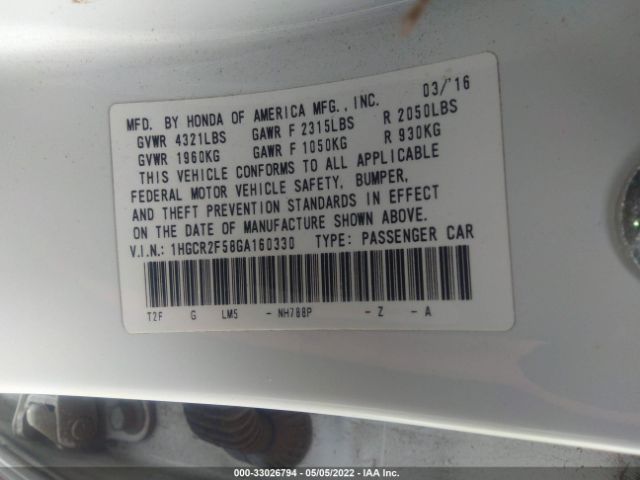 MFD. BY HONDA OF AMERICA MFG., INC. 03/'16
GVWR 4321LBS GAWR F 2315LBS R 2050LBS
GVWR 1960KG GAWR F 1050KG R 930KG
THIS VEHICLE CONFORMS TO ALL APPLICABLE
FEDERAL MOTOR VEHICLE SAFETY, BUMPER,
AND THEFT PREVENTION STANDARDS IN EFFECT
ON THE DATE OF MANUFACTURE SHOWN ABOVE.
V.I.N.: 1HGCR2F58GA160330 TYPE: PASSENGER CAR
T2F G LM5 - NH788P - Z - A
000-33026794 - 05/05/2022 - IAA Inc.